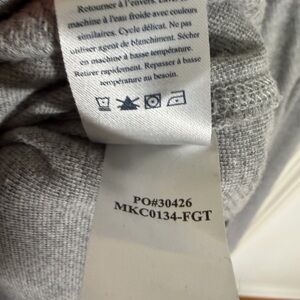 Retourner à l'envers. Laver
machine à l'eau froide avec couleurs
similaires. Cycle délicat. Ne pas
utiliser agent de blanchiment. Sécher
en machine à basse température.
Retirer rapidement. Repasser à basse
température au besoin.
PO#30426
MKC0134-FGT